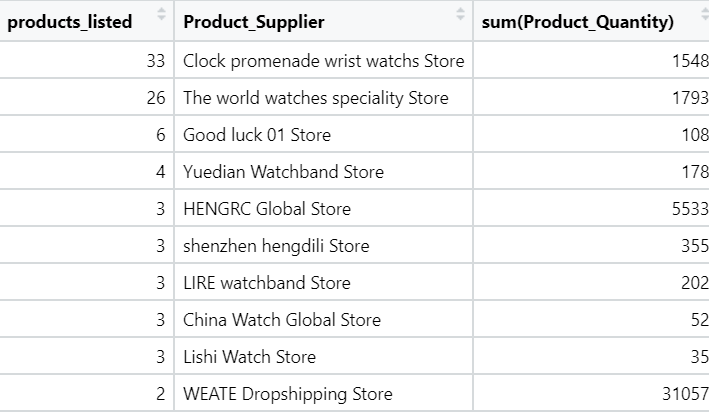 products_listed Product_Supplier sum(Product_Quantity)
33 Clock promenade wrist watchs Store 1548
26 The world watches speciality Store 1793
6 Good luck 01 Store 108
4 Yuedian Watchband Store 178
3 HENGRC Global Store 5533
3 shenzhen hengdili Store 355
3 LIRE watchband Store 202
3 China Watch Global Store 52
3 Lishi Watch Store 35
2 WEATE Dropshipping Store 31057